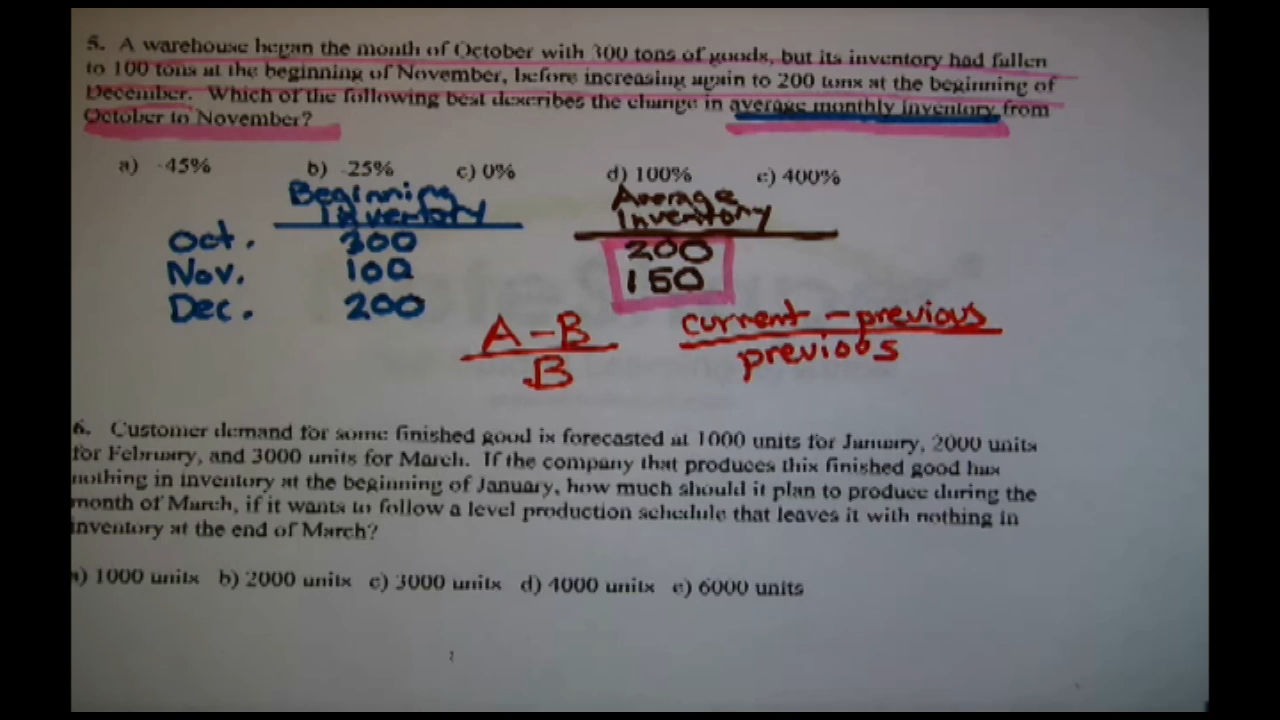 5. A warehouse began the month of October with 300 tons of goods, but its inventory had fallen
to 100 tons at the beginning of November, before increasing again to 200 tons at the beginning of
December. Which of the following best describes the change in average monthly inventory from
October to November?
a) -45% b) -25% c) 0% d) 100% e) 400%
Beginning Inventory Average Inventory
Oct. 300 200
Nov. 100 150
Dec. 200
A - B current - previous
B previous
6. Customer demand for some finished good is forecasted at 1000 units for January, 2000 units
for February, and 3000 units for March. If the company that produces this finished good has
nothing in inventory at the beginning of January, how much should it plan to produce during the
month of March, if it wants to follow a level production schedule that leaves it with nothing in
inventory at the end of March?
a) 1000 units b) 2000 units c) 3000 units d) 4000 units e) 6000 units